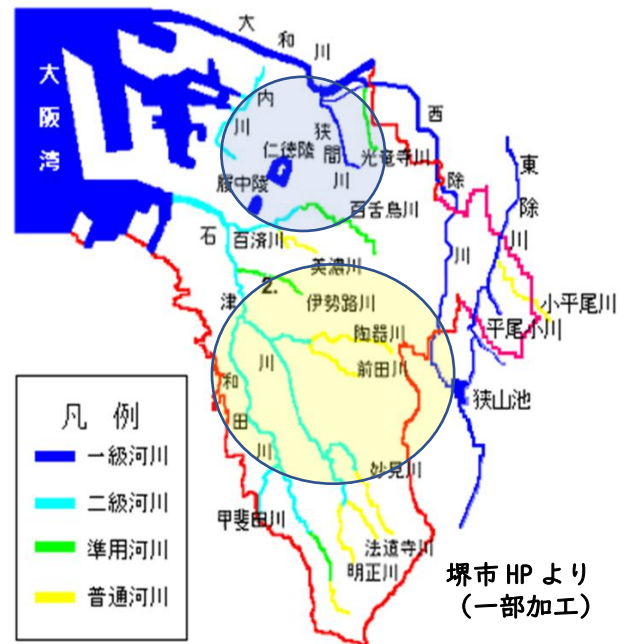 大和川
大阪湾
内川
狭間川
仁徳陵
履中陵
光竜寺川
西除川
東除川
百舌鳥川
百済川
石津川
美濃川
2.
伊勢路川
陶器川
前田川
小平尾川
平尾小川
狭山池
和田川
妙見川
甲斐田川
法道寺川
明正川
凡例
一級河川
二級河川
準用河川
普通河川
堺市HPより
(一部加工)